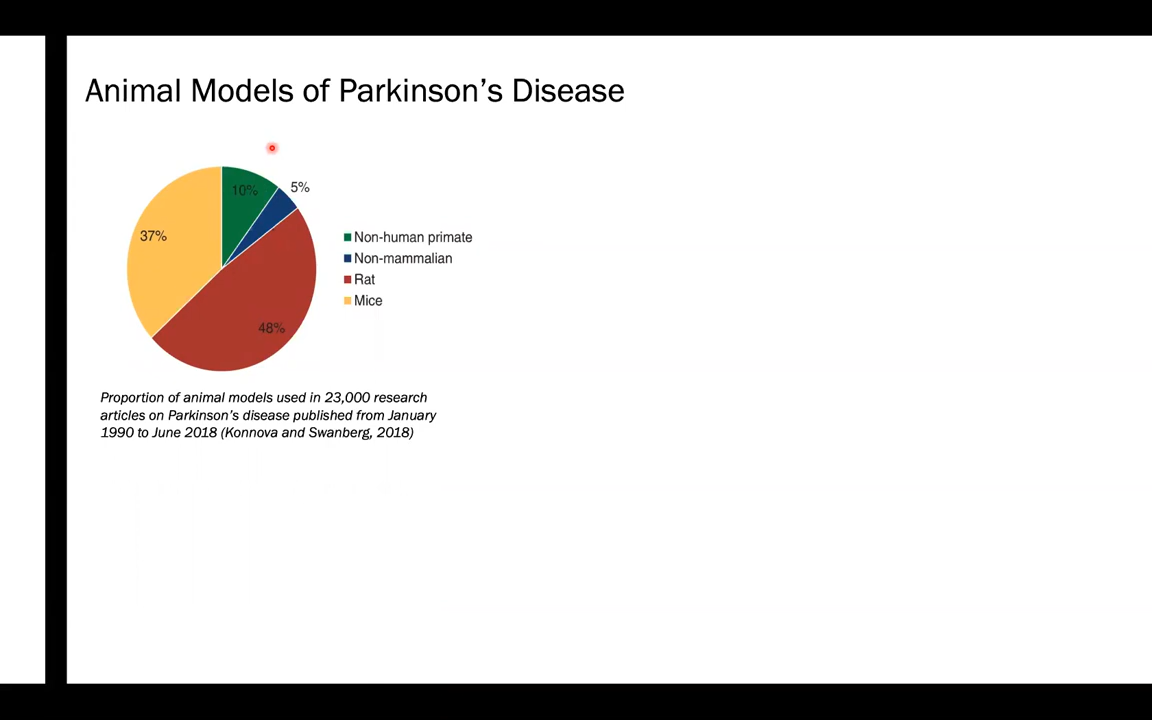 Animal Models of Parkinson's Disease
10%
5%
37%
48%
Non-human primate
Non-mammalian
Rat
Mice
Proportion of animal models used in 23,000 research
articles on Parkinson's disease published from January
1990 to June 2018 (Konnova and Swanberg, 2018)